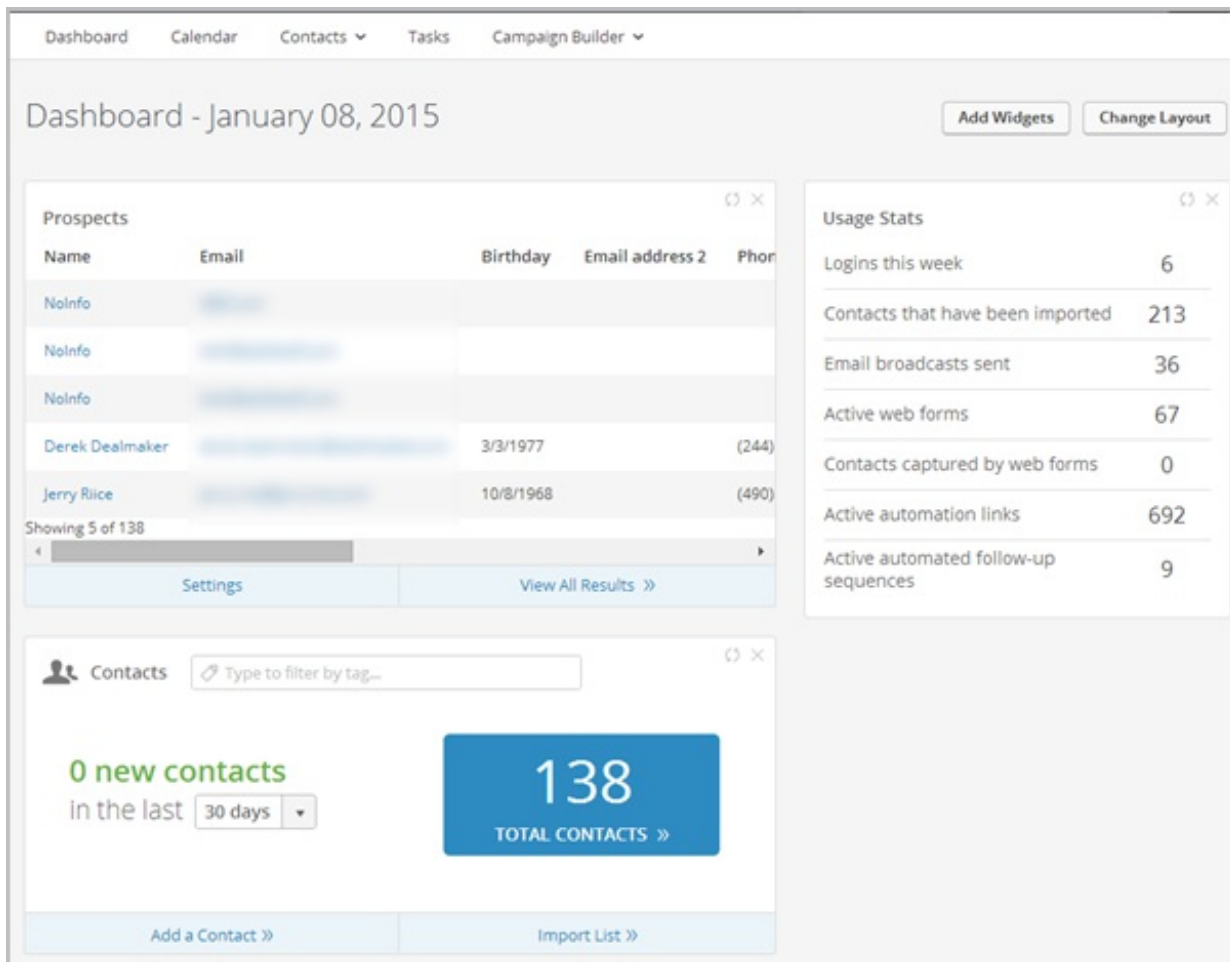 Dashboard Calendar Contacts Tasks Campaign Builder
Dashboard - January 08, 2015
Add Widgets Change Layout
Prospects
Name Email Birthday Email address 2 Phor
NoInfo
NoInfo
NoInfo
Derek Dealmaker 3/3/1977 (244)
Jerry Riice 10/8/1968 (490)
Showing 5 of 138
Settings View All Results »
Usage Stats
Logins this week 6
Contacts that have been imported 213
Email broadcasts sent 36
Active web forms 67
Contacts captured by web forms 0
Active automation links 692
Active automated follow-up
sequences 9
Contacts Type to filter by tag...
0 new contacts
in the last 30 days
138
TOTAL CONTACTS »
Add a Contact » Import List »